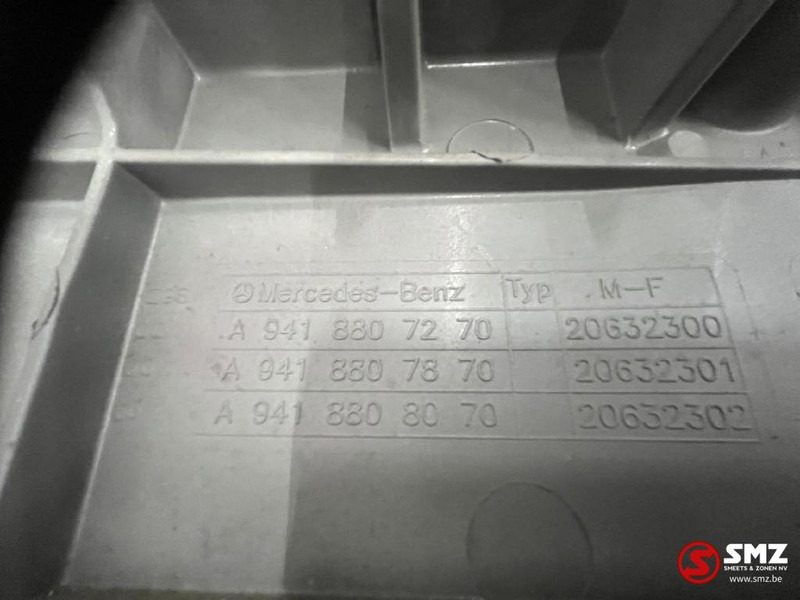 Mercedes-Benz Typ M-F
A 941 880 72 70 20632300
A 941 880 78 70 20632301
A 941 880 80 70 20632302
SMZ
SMEETS & ZONEN NV
www.smz.be